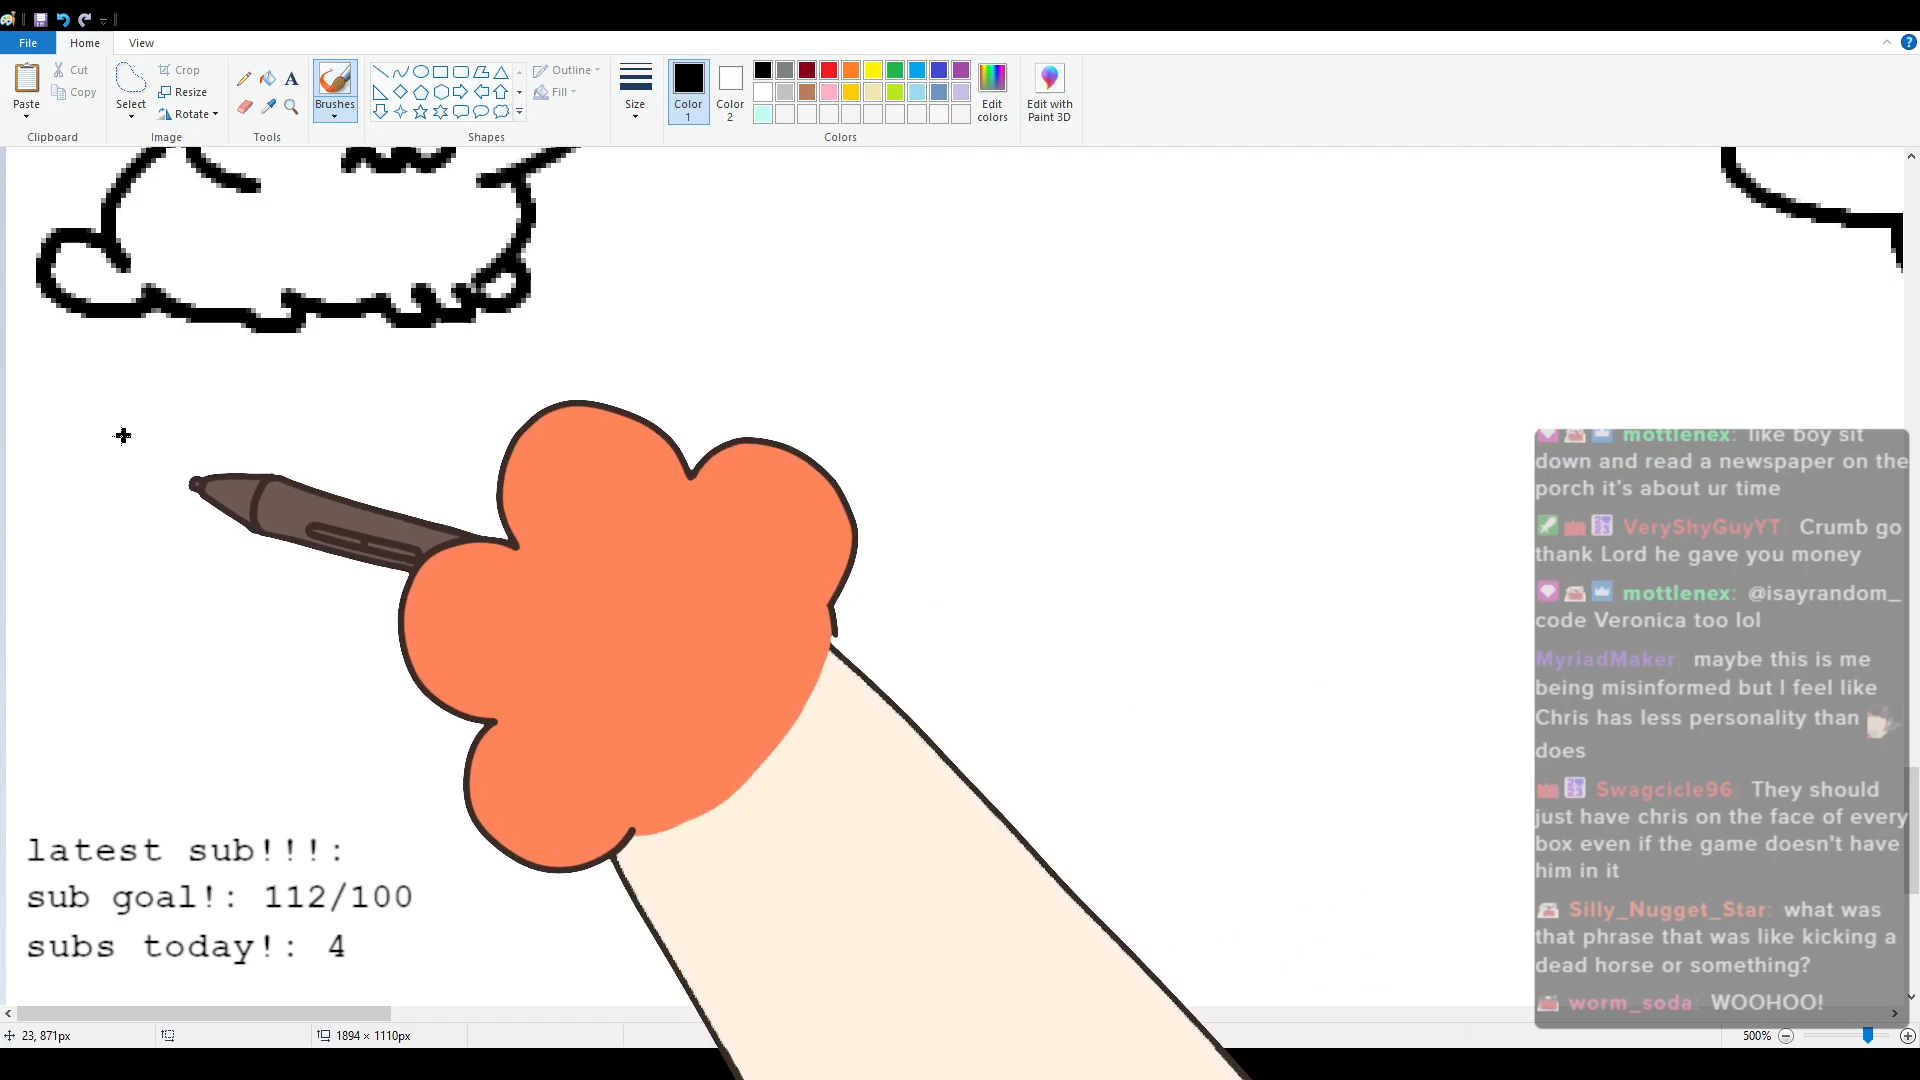 File Home View
Paste
Cut
Copy
Clipboard
Select
Crop
Resize
Rotate
Image
Tools
Brushes
Shapes
Outline
Fill
Size
Color 1
Color 2
Edit colors
Colors
Edit with Paint 3D
mottlenex: like boy sit
down and read a newspaper on the
porch it's about ur time
VeryShyGuyYT: Crumb go
thank Lord he gave you money
mottlenex: @isayrandom_
code Veronica too lol
MyriadMaker: maybe this is me
being misinformed but I feel like
Chris has less personality than
does
Swagcicle96: They should
just have chris on the face of every
box even if the game doesn't have
him in it
Silly_Nugget_Star: what was
that phrase that was like kicking a
dead horse or something?
worm_soda: WOOHOO!
latest sub!!!:
sub goal!: 112/100
subs today!: 4
23, 871px
1894 × 1110px
500%